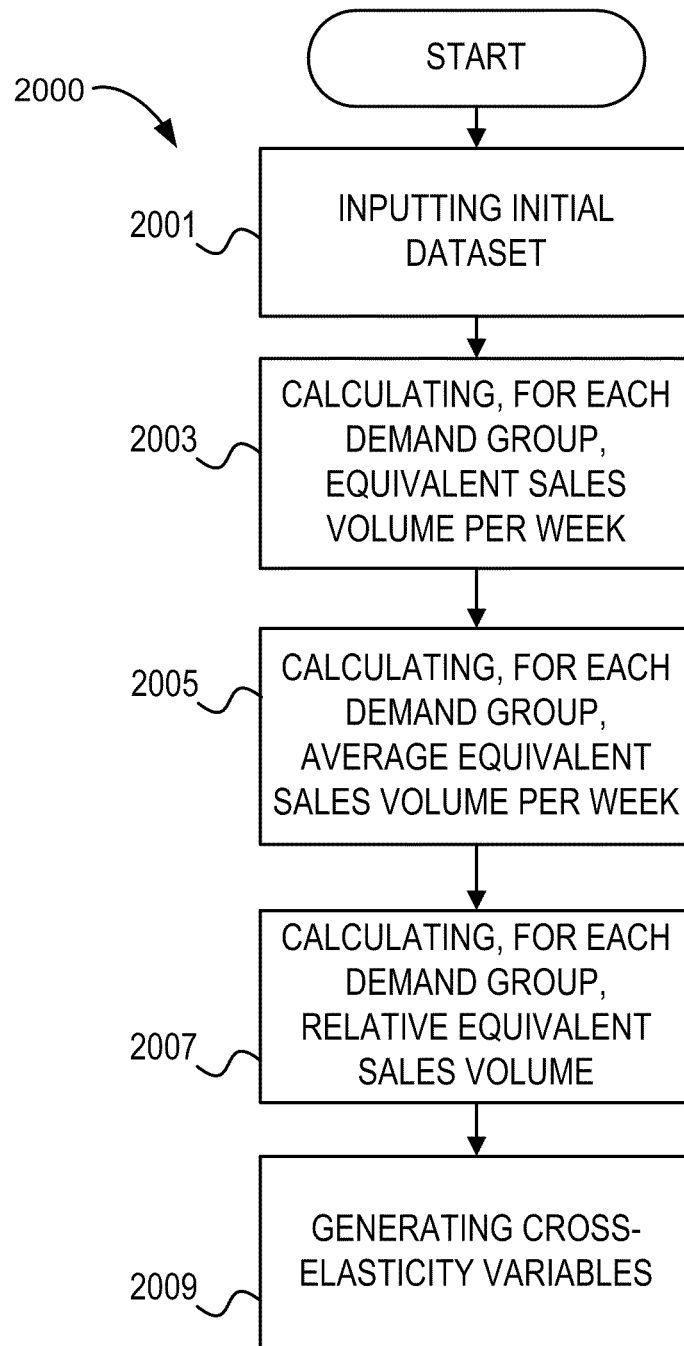 START
2000
2001
INPUTTING INITIAL
DATASET
2003
CALCULATING, FOR EACH
DEMAND GROUP,
EQUIVALENT SALES
VOLUME PER WEEK
2005
CALCULATING, FOR EACH
DEMAND GROUP,
AVERAGE EQUIVALENT
SALES VOLUME PER WEEK
2007
CALCULATING, FOR EACH
DEMAND GROUP,
RELATIVE EQUIVALENT
SALES VOLUME
2009
GENERATING CROSS-
ELASTICITY VARIABLES